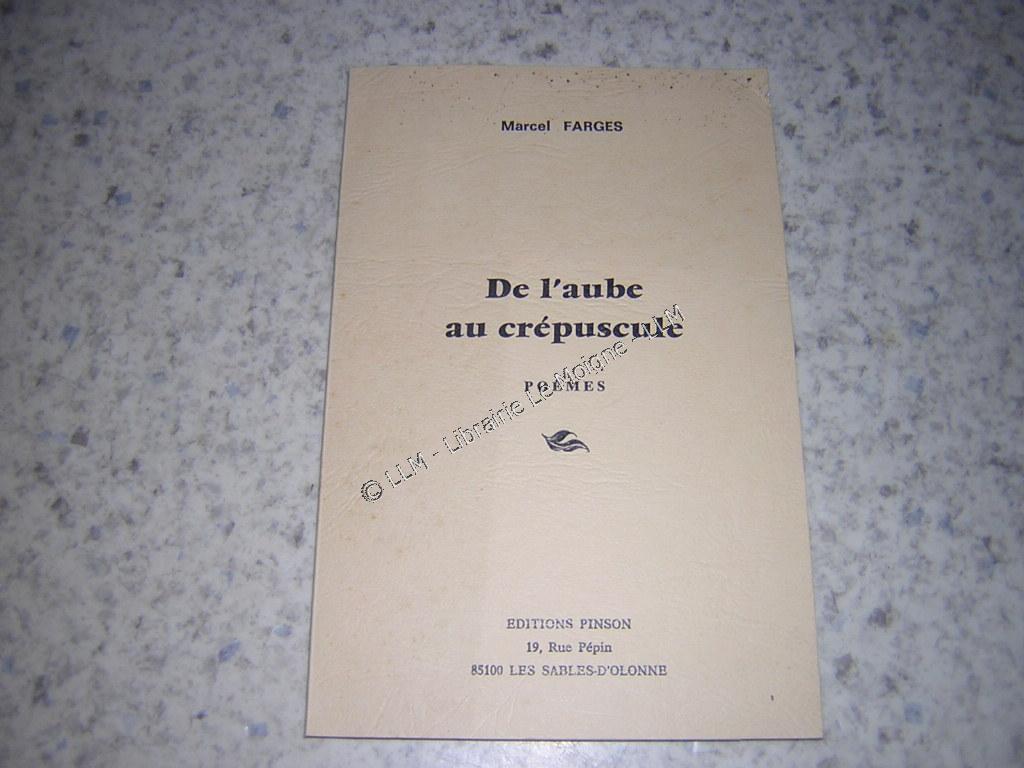 Marcel FARGES
De l'aube
au crépuscule
POÈMES
© LLM - Librairie Le Moigne - LLM
EDITIONS PINSON
19, Rue Pépin
85100 LES SABLES-D'OLONNE